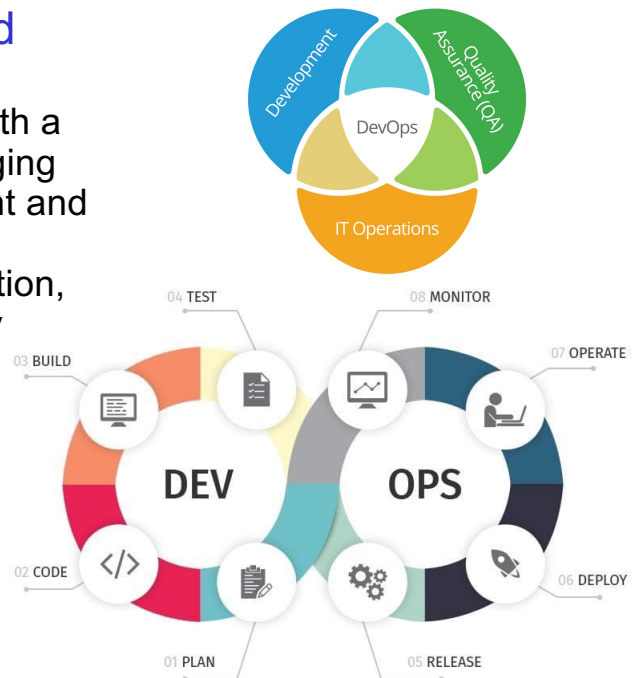 d
th a
ging
t and
tion,
Development
Quality
Assurance (QA)
DevOps
IT Operations
04 TEST
08 MONITOR
03 BUILD
07 OPERATE
DEV
OPS
02 CODE
</>
06 DEPLOY
01 PLAN
05 RELEASE